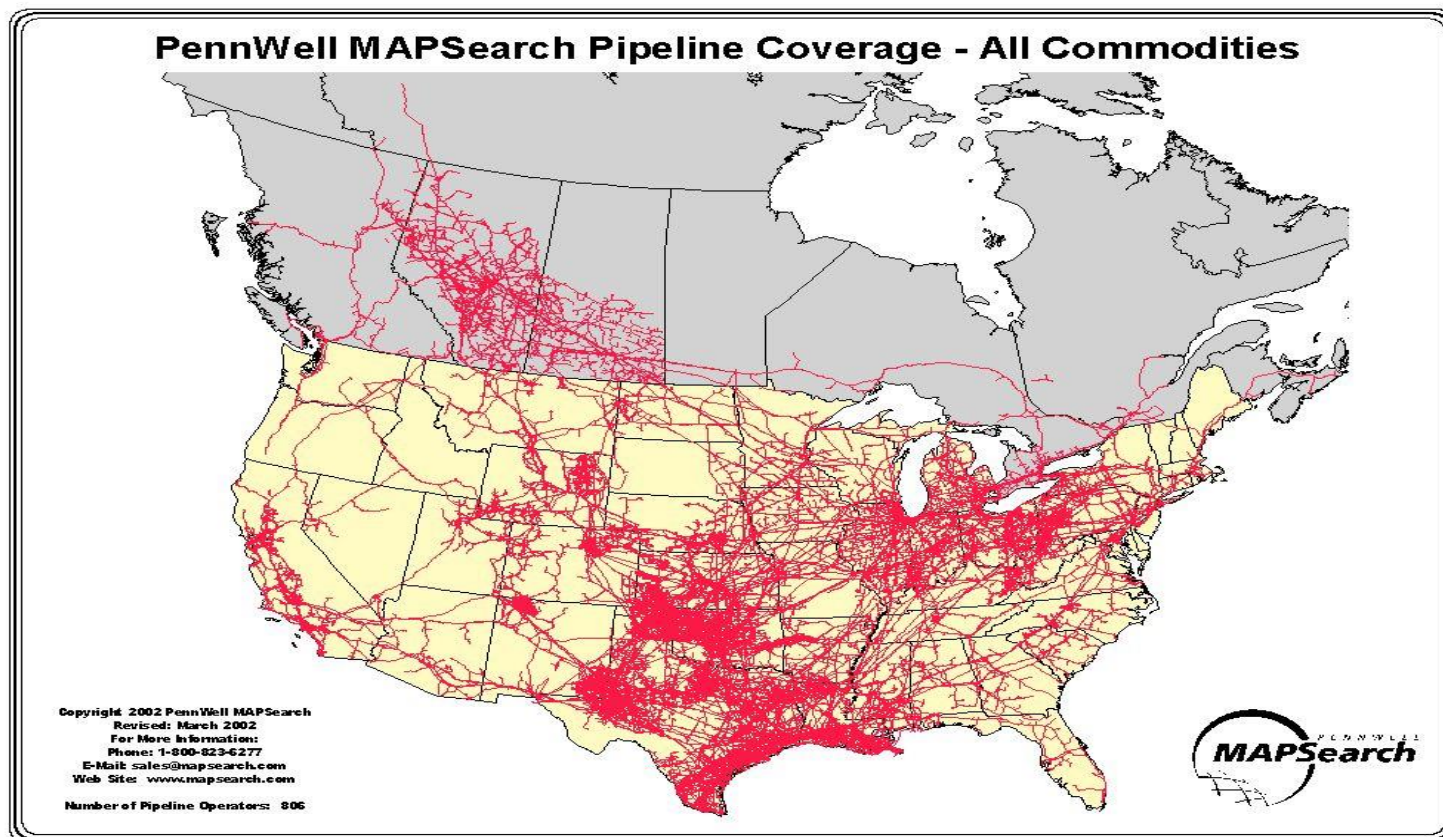 PennWell MAPSearch Pipeline Coverage - All Commodities
Copyright 2002 PennWell MAPSearch
Revised: March 2002
For More Information:
Phone: 1-800-823-6277
E-Mail: sales@mapsearch.com
Web Site: www.mapsearch.com
Number of Pipeline Operators: 806
PENNWELL
MAPSearch